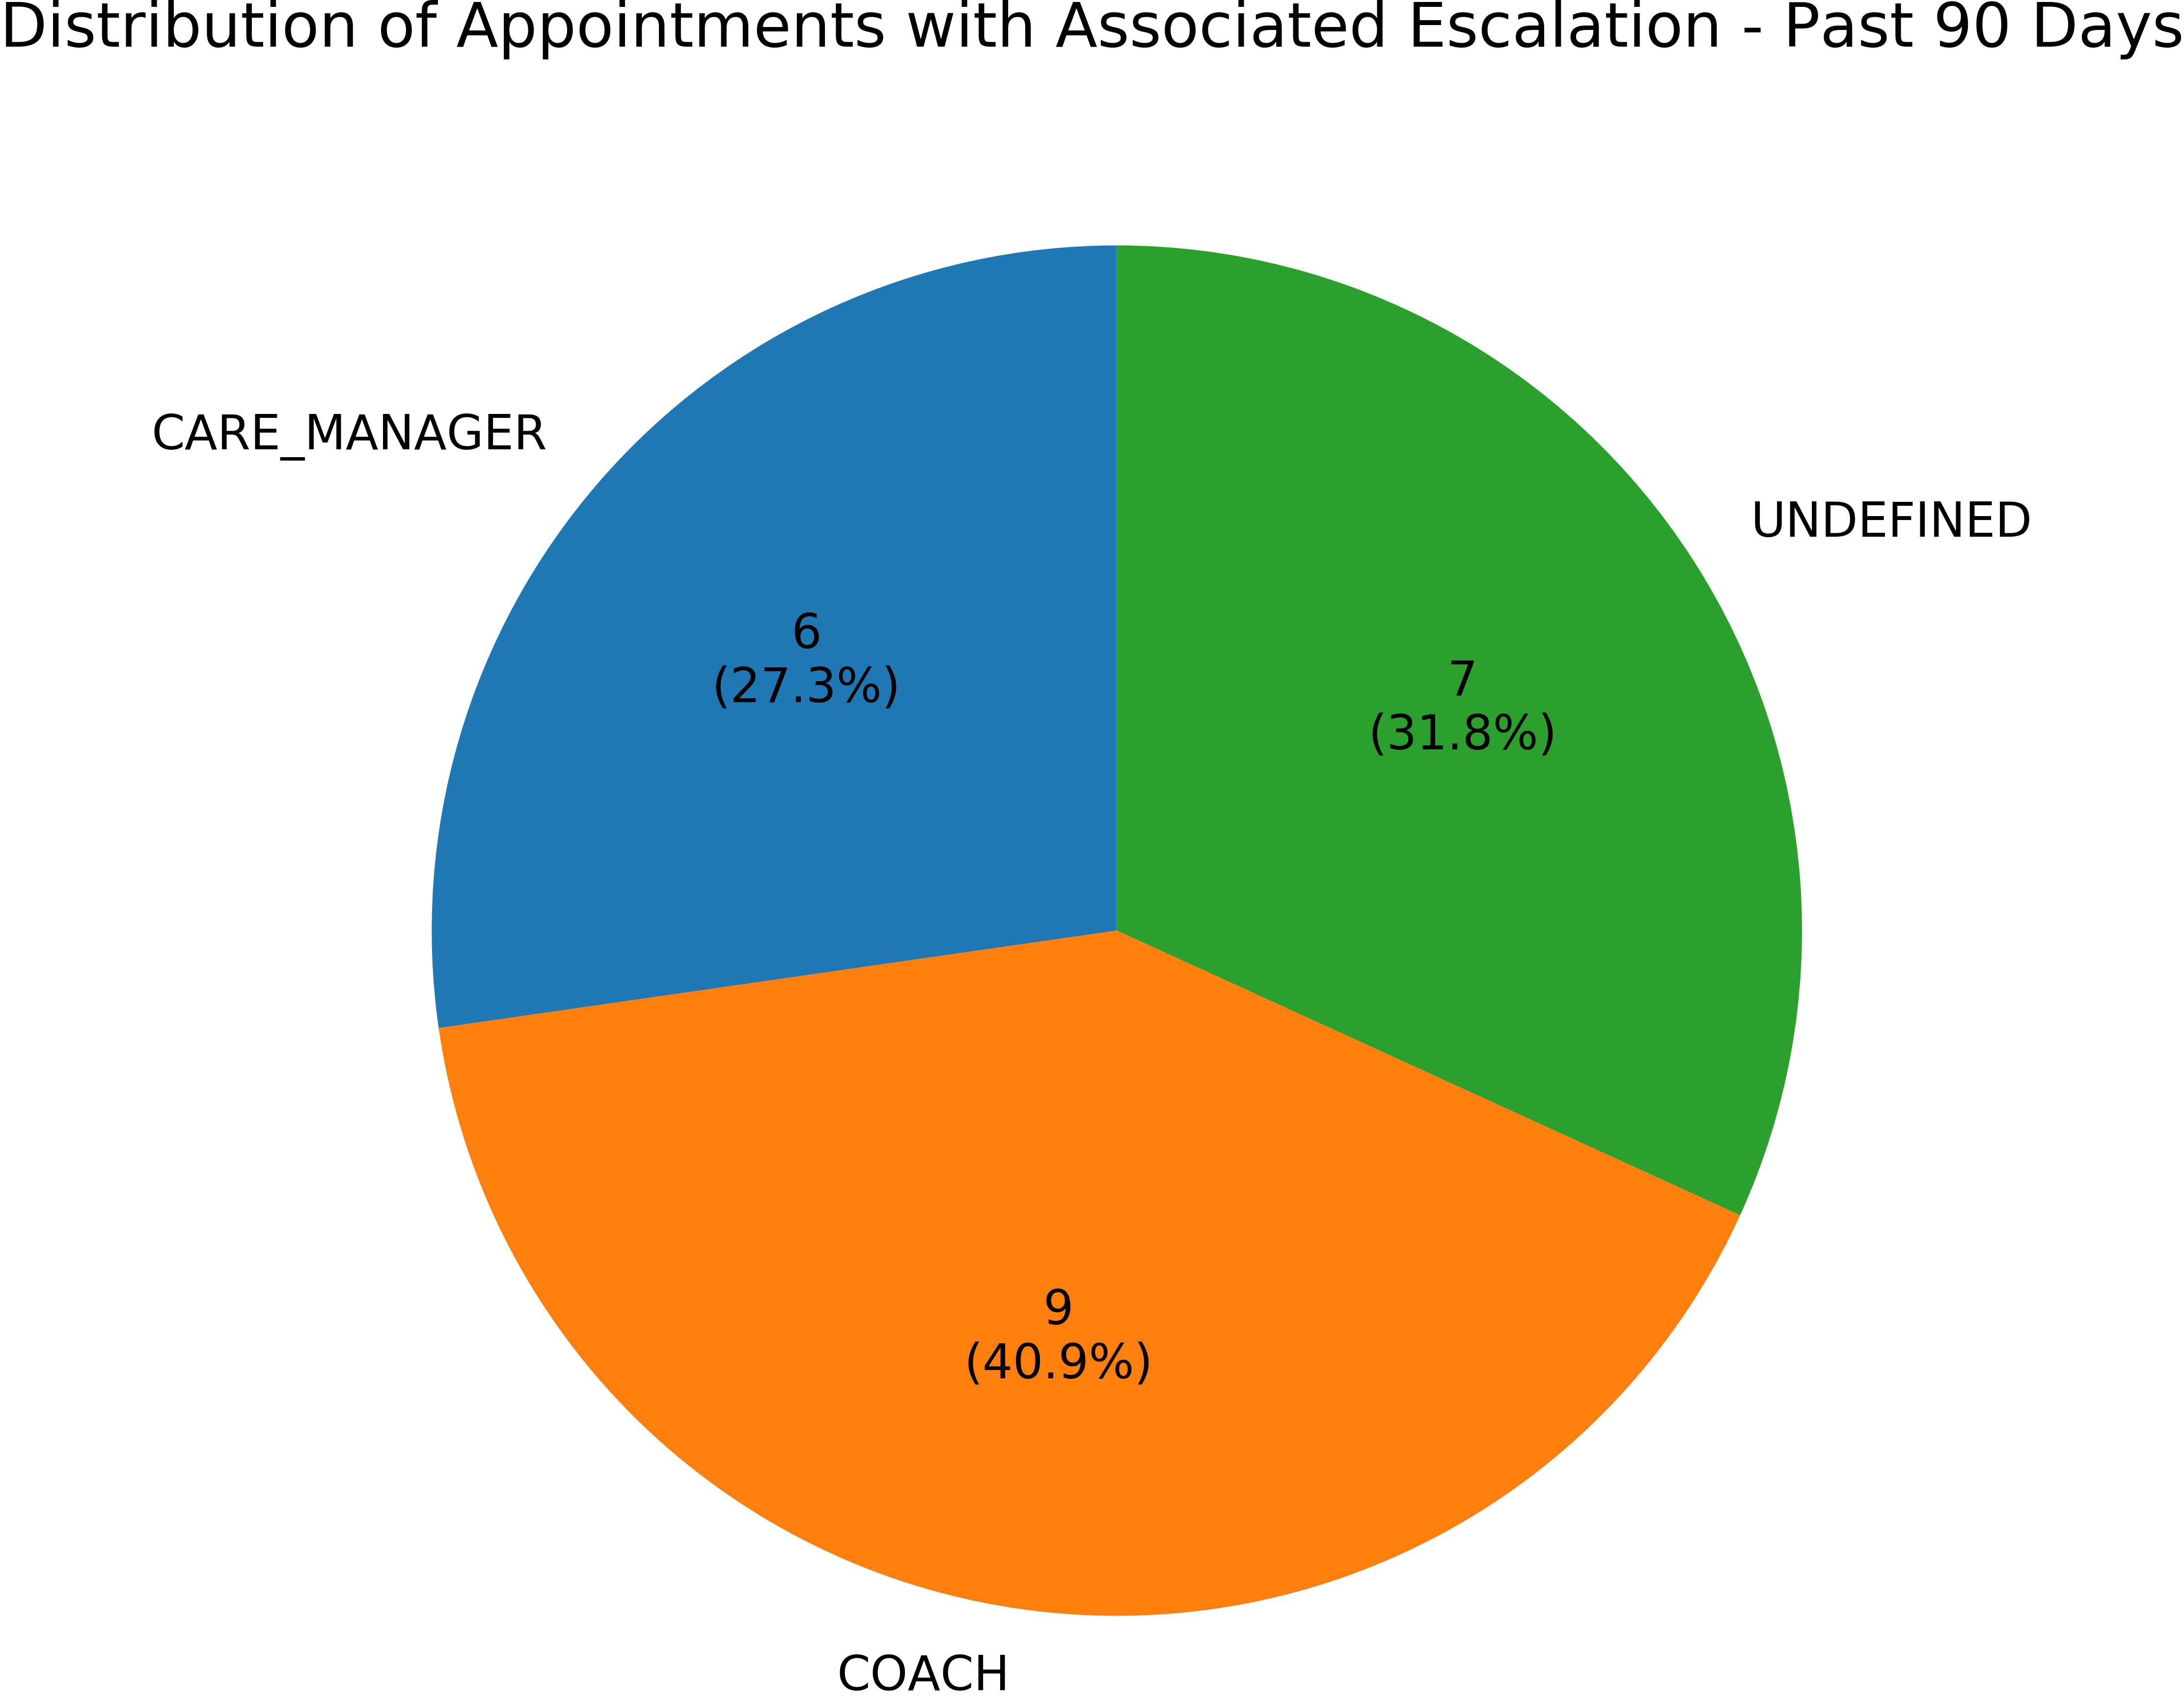 Distribution of Appointments with Associated Escalation - Past 90 Days
CARE_MANAGER
6
(27.3%)
UNDEFINED
7
(31.8%)
9
(40.9%)
COACH